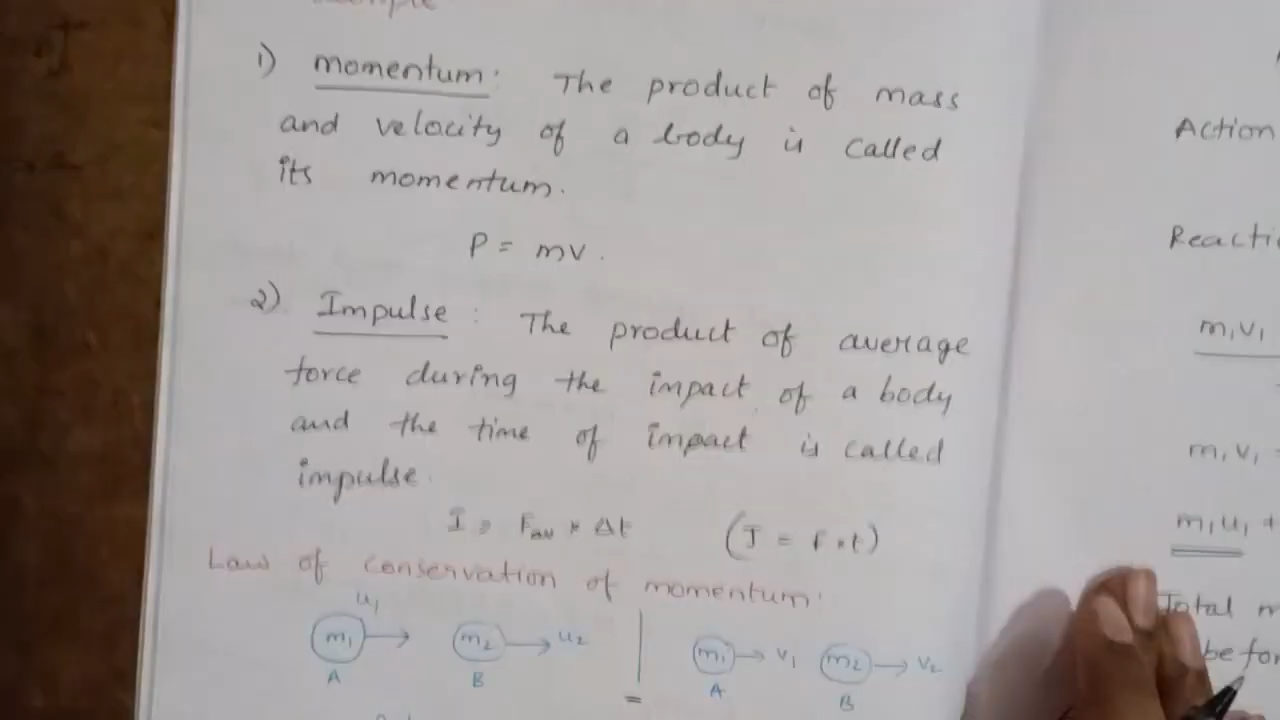 1) momentum: The product of mass
and velocity of a body is called
its momentum.
P = mv.
2) Impulse : The product of average
force during the impact of a body
and the time of impact is called
impulse.
I = Fav × Δt (J = F.t)
Law of conservation of momentum:
u1
m1 m2 u2 m1 v1 m2 v2
A B A B
=
Action
m1v1
m1v1
m1u1 +
Total